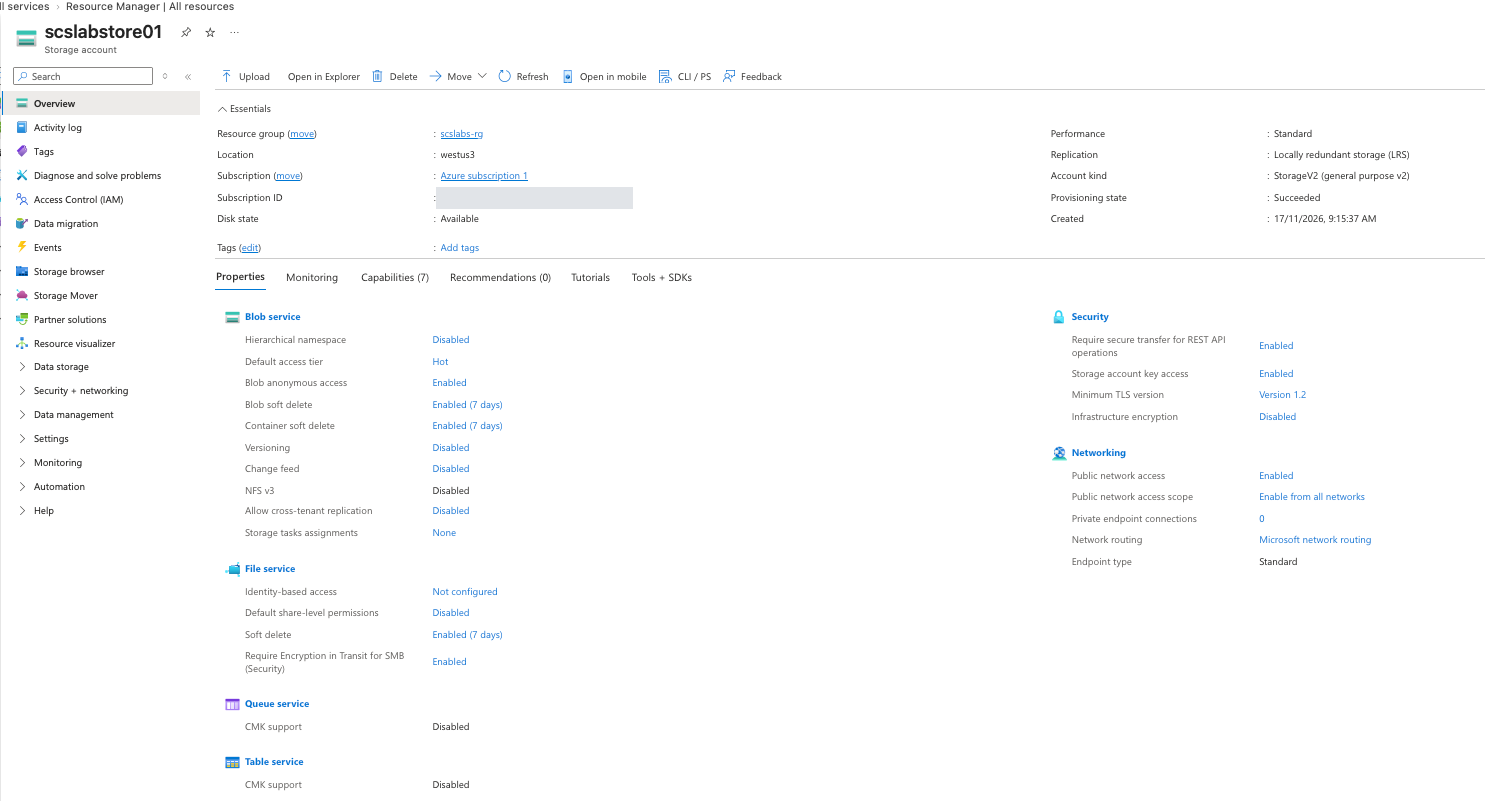 ll services > Resource Manager | All resources
scslabstore01
Storage account
Search
Upload Open in Explorer Delete Move Refresh Open in mobile CLI / PS Feedback
Overview
Activity log
Tags
Diagnose and solve problems
Access Control (IAM)
Data migration
Events
Storage browser
Storage Mover
Partner solutions
Resource visualizer
Data storage
Security + networking
Data management
Settings
Monitoring
Automation
Help
Essentials
Resource group (move) : scslabs-rg
Location : westus3
Subscription (move) : Azure subscription 1
Subscription ID :
Disk state : Available
Tags (edit) : Add tags
Performance : Standard
Replication : Locally redundant storage (LRS)
Account kind : StorageV2 (general purpose v2)
Provisioning state : Succeeded
Created : 17/11/2026, 9:15:37 AM
Properties Monitoring Capabilities (7) Recommendations (0) Tutorials Tools + SDKs
Blob service
Hierarchical namespace Disabled
Default access tier Hot
Blob anonymous access Enabled
Blob soft delete Enabled (7 days)
Container soft delete Enabled (7 days)
Versioning Disabled
Change feed Disabled
NFS v3 Disabled
Allow cross-tenant replication Disabled
Storage tasks assignments None
File service
Identity-based access Not configured
Default share-level permissions Disabled
Soft delete Enabled (7 days)
Require Encryption in Transit for SMB
(Security) Enabled
Queue service
CMK support Disabled
Table service
CMK support Disabled
Security
Require secure transfer for REST API
operations Enabled
Storage account key access Enabled
Minimum TLS version Version 1.2
Infrastructure encryption Disabled
Networking
Public network access Enabled
Public network access scope Enable from all networks
Private endpoint connections 0
Network routing Microsoft network routing
Endpoint type Standard